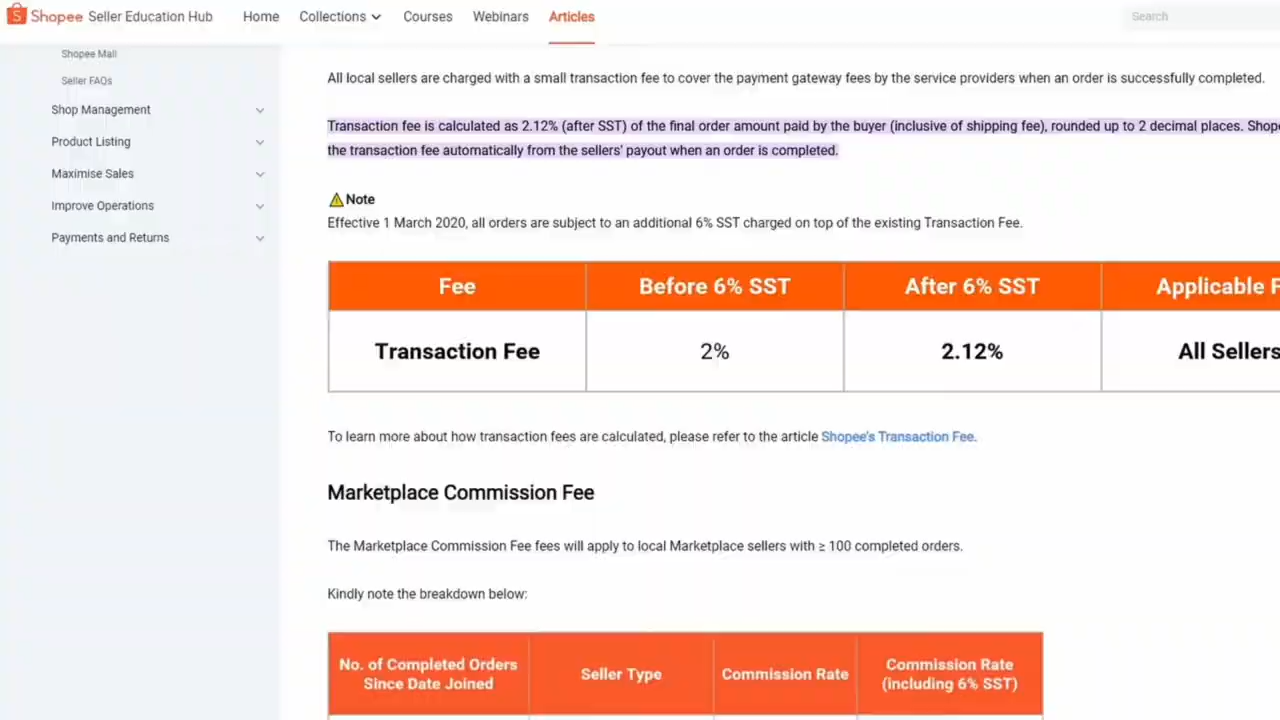 Shopee Seller Education Hub Home Collections Courses Webinars Articles Search
Shopee Mall
Seller FAQs
Shop Management
Product Listing
Maximise Sales
Improve Operations
Payments and Returns
All local sellers are charged with a small transaction fee to cover the payment gateway fees by the service providers when an order is successfully completed.
Transaction fee is calculated as 2.12% (after SST) of the final order amount paid by the buyer (inclusive of shipping fee), rounded up to 2 decimal places.
the transaction fee automatically from the sellers' payout when an order is completed.
Note
Effective 1 March 2020, all orders are subject to an additional 6% SST charged on top of the existing Transaction Fee.
Fee Before 6% SST After 6% SST Applicable
Transaction Fee 2% 2.12% All Sellers
To learn more about how transaction fees are calculated, please refer to the article Shopee's Transaction Fee.
Marketplace Commission Fee
The Marketplace Commission Fee fees will apply to local Marketplace sellers with ≥ 100 completed orders.
Kindly note the breakdown below:
No. of Completed Orders
Since Date Joined
Seller Type
Commission Rate
Commission Rate
(including 6% SST)